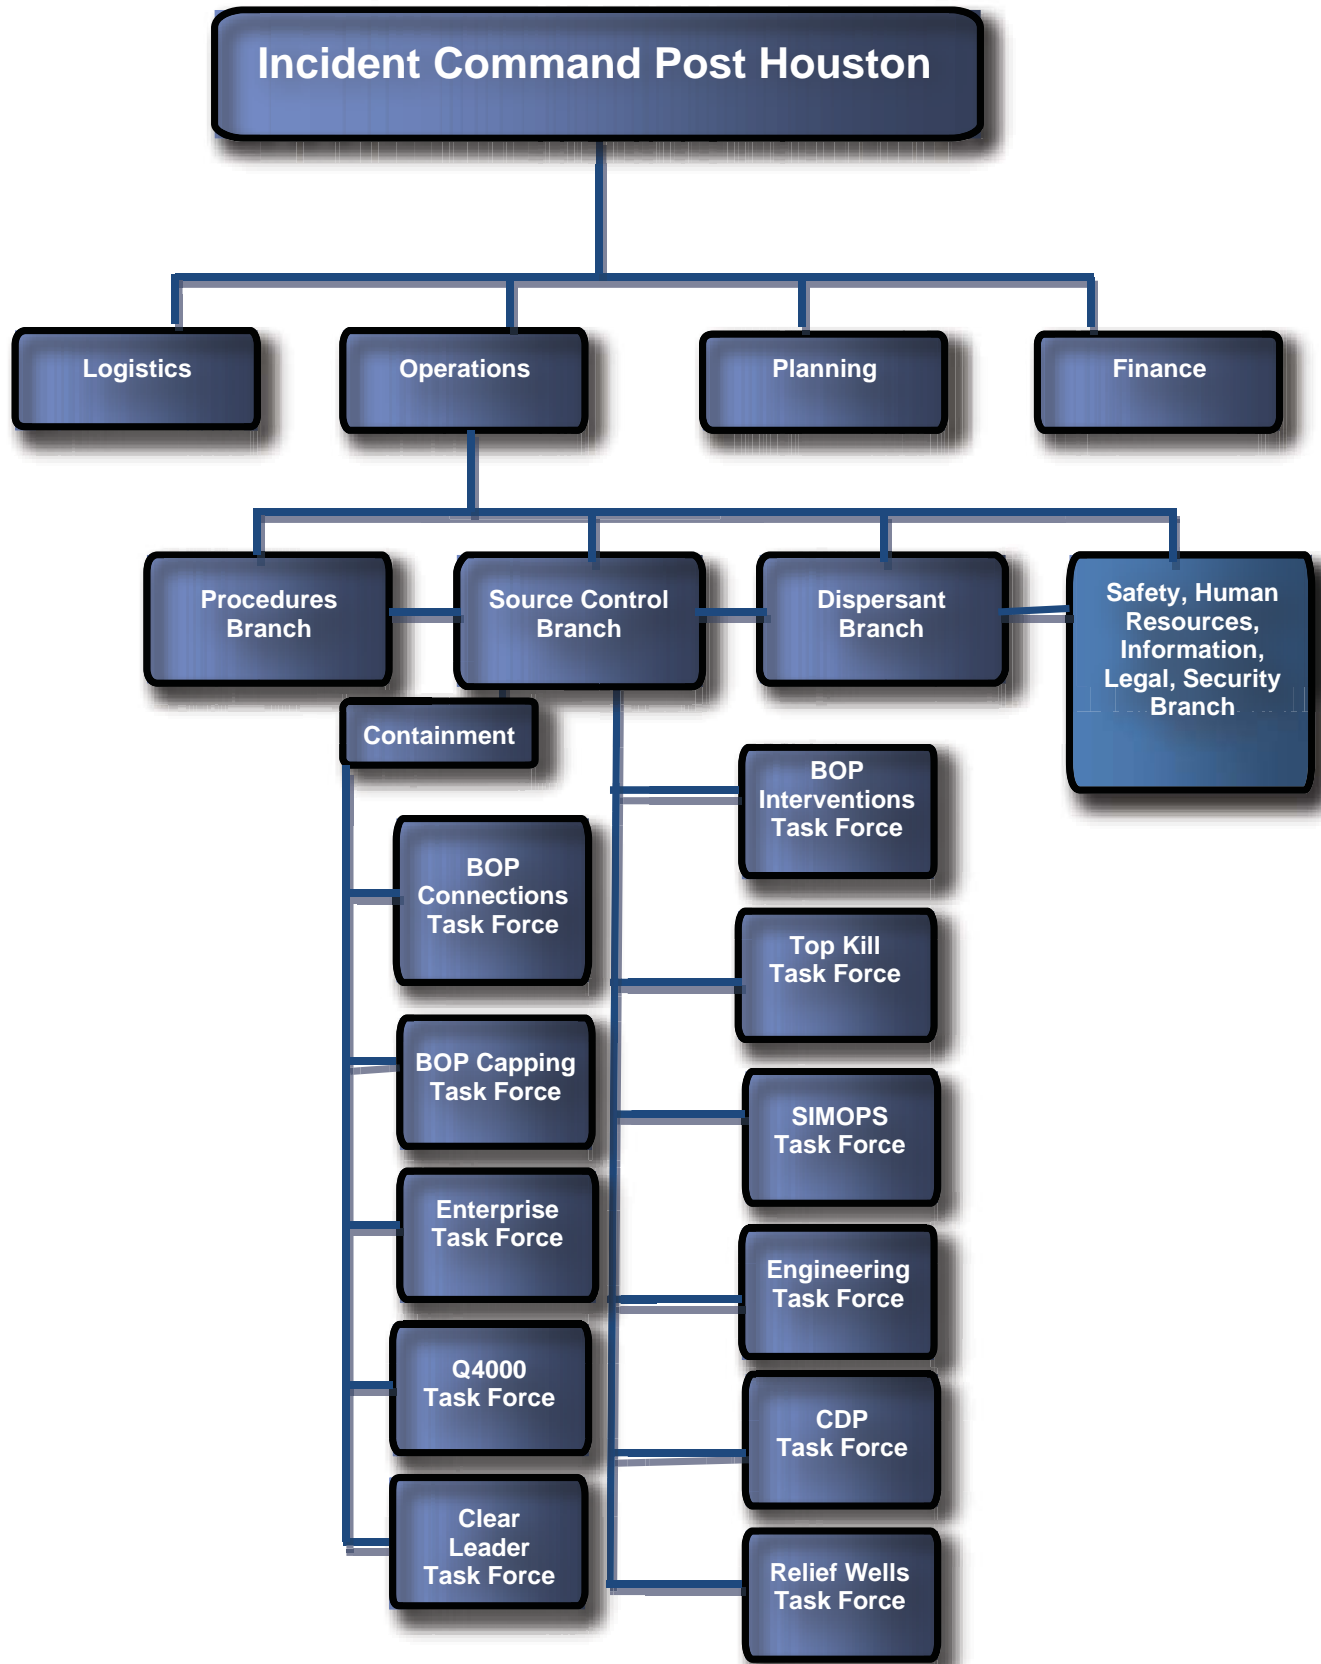 Incident Command Post Houston
Logistics
Operations
Planning
Finance
Procedures
Branch
Source Control
Branch
Dispersant
Branch
Safety, Human
Resources,
Information,
Legal, Security
Branch
Containment
BOP
Connections
Task Force
BOP Capping
Task Force
Enterprise
Task Force
Q4000
Task Force
Clear
Leader
Task Force
BOP
Interventions
Task Force
Top Kill
Task Force
SIMOPS
Task Force
Engineering
Task Force
CDP
Task Force
Relief Wells
Task Force